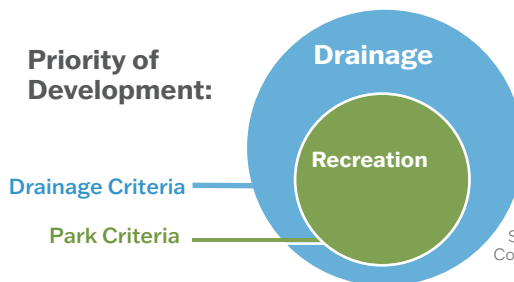 Priority of
Development:
Drainage
Recreation
Drainage Criteria
Park Criteria